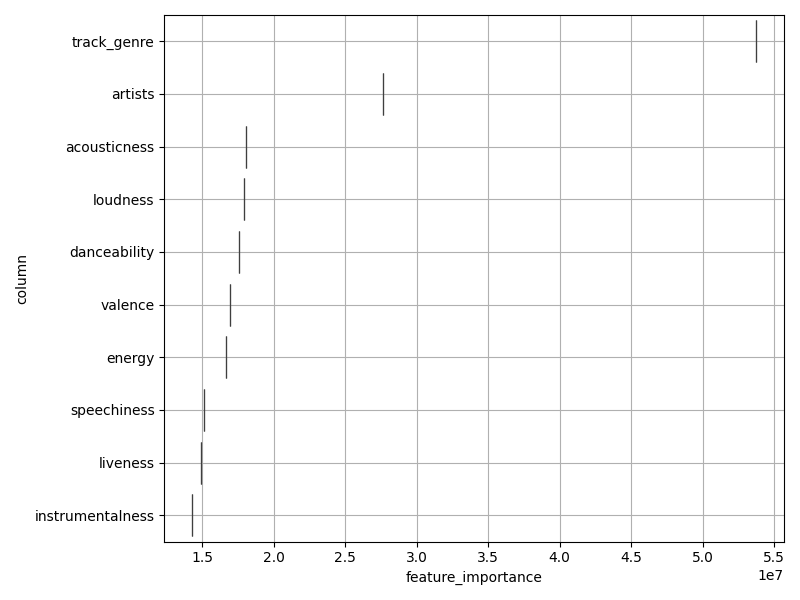 track_genre
artists
acousticness
loudness
danceability
valence
energy
speechiness
liveness
instrumentalness
column
1.5 2.0 2.5 3.0 3.5 4.0 4.5 5.0 5.5
1e7
feature_importance